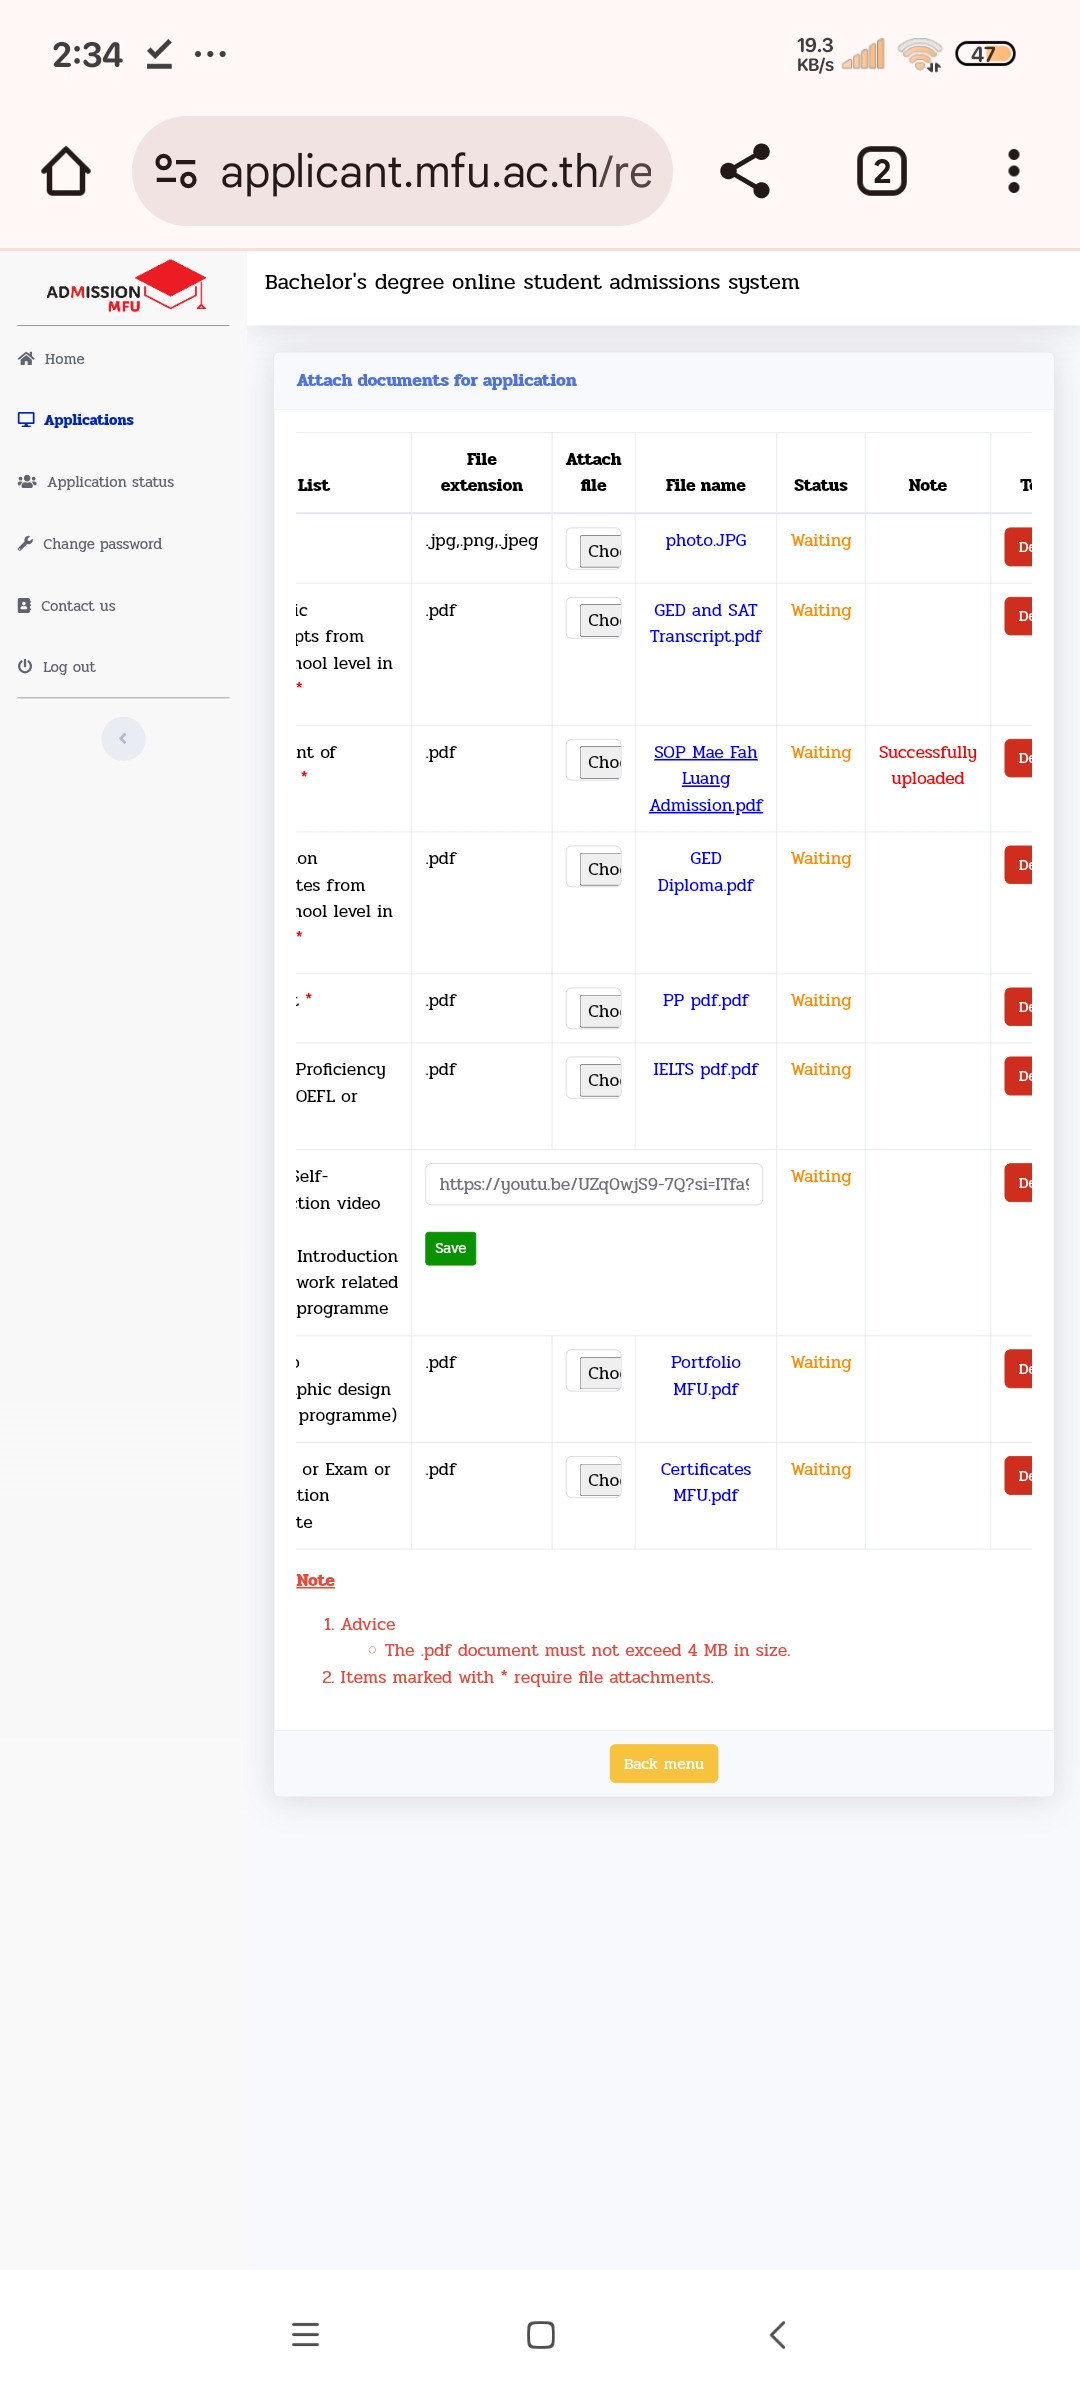 2:34
19.3
KB/s
47
applicant.mfu.ac.th/re
2
ADMISSION
MFU
Bachelor's degree online student admissions system
Home
Applications
Application status
Change password
Contact us
Log out
Attach documents for application
List File extension Attach file File name Status Note
.jpg,.png,.jpeg Cho photo.JPG Waiting De
ic
pts from
hool level in
*
.pdf Cho GED and SAT
Transcript.pdf
Waiting De
nt of
*
.pdf Cho SOP Mae Fah
Luang
Admission.pdf
Waiting Successfully
uploaded
De
on
tes from
hool level in
*
.pdf Cho GED
Diploma.pdf
Waiting De
* .pdf Cho PP pdf.pdf Waiting De
Proficiency
OEFL or
.pdf Cho IELTS pdf.pdf Waiting De
Self-
tion video
Introduction
work related
programme
https://youtu.be/UZq0wjS9-7Q?si=ITfa9
Save
Waiting De
phic design
programme)
.pdf Cho Portfolio
MFU.pdf
Waiting De
or Exam or
tion
te
.pdf Cho Certificates
MFU.pdf
Waiting De
Note
1. Advice
The .pdf document must not exceed 4 MB in size.
2. Items marked with * require file attachments.
Back menu